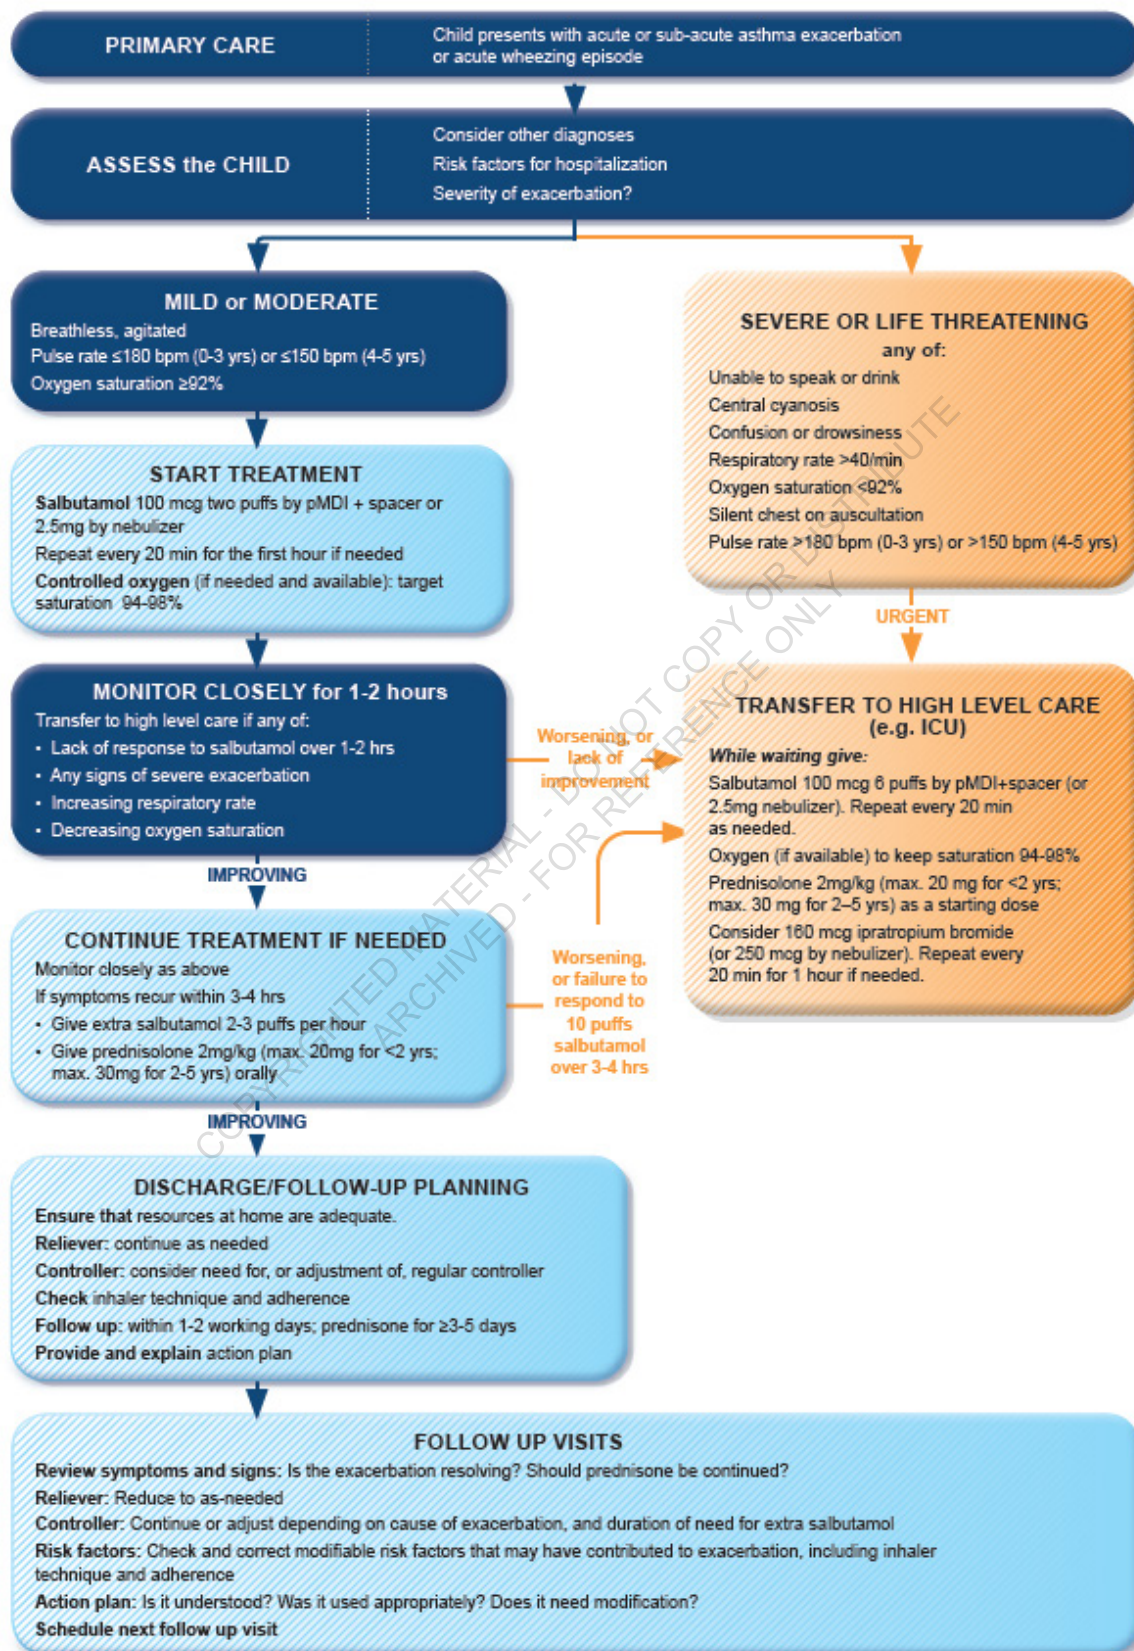 PRIMARY CARE
Child presents with acute or sub-acute asthma exacerbation
or acute wheezing episode
ASSESS the CHILD
Consider other diagnoses
Risk factors for hospitalization
Severity of exacerbation?
MILD or MODERATE
Breathless, agitated
Pulse rate ≤180 bpm (0-3 yrs) or ≤150 bpm (4-5 yrs)
Oxygen saturation ≥92%
SEVERE OR LIFE THREATENING
any of:
Unable to speak or drink
Central cyanosis
Confusion or drowsiness
Respiratory rate >40/min
Oxygen saturation <92%
Silent chest on auscultation
Pulse rate >180 bpm (0-3 yrs) or >150 bpm (4-5 yrs)
START TREATMENT
Salbutamol 100 mcg two puffs by pMDI + spacer or
2.5mg by nebulizer
Repeat every 20 min for the first hour if needed
Controlled oxygen (if needed and available): target
saturation 94-98%
URGENT
MONITOR CLOSELY for 1-2 hours
Transfer to high level care if any of:
• Lack of response to salbutamol over 1-2 hrs
• Any signs of severe exacerbation
• Increasing respiratory rate
• Decreasing oxygen saturation
Worsening, or
lack of
improvement
TRANSFER TO HIGH LEVEL CARE
(e.g. ICU)
While waiting give:
Salbutamol 100 mcg 6 puffs by pMDI+spacer (or
2.5mg nebulizer). Repeat every 20 min
as needed.
Oxygen (if available) to keep saturation 94-98%
Prednisolone 2mg/kg (max. 20 mg for <2 yrs;
max. 30 mg for 2–5 yrs) as a starting dose
Consider 160 mcg ipratropium bromide
(or 250 mcg by nebulizer). Repeat every
20 min for 1 hour if needed.
IMPROVING
CONTINUE TREATMENT IF NEEDED
Monitor closely as above
If symptoms recur within 3-4 hrs
• Give extra salbutamol 2-3 puffs per hour
• Give prednisolone 2mg/kg (max. 20mg for <2 yrs;
max. 30mg for 2-5 yrs) orally
Worsening,
or failure to
respond to
10 puffs
salbutamol
over 3-4 hrs
IMPROVING
DISCHARGE/FOLLOW-UP PLANNING
Ensure that resources at home are adequate.
Reliever: continue as needed
Controller: consider need for, or adjustment of, regular controller
Check inhaler technique and adherence
Follow up: within 1-2 working days; prednisone for ≥3-5 days
Provide and explain action plan
FOLLOW UP VISITS
Review symptoms and signs: Is the exacerbation resolving? Should prednisone be continued?
Reliever: Reduce to as-needed
Controller: Continue or adjust depending on cause of exacerbation, and duration of need for extra salbutamol
Risk factors: Check and correct modifiable risk factors that may have contributed to exacerbation, including inhaler
technique and adherence
Action plan: Is it understood? Was it used appropriately? Does it need modification?
Schedule next follow up visit
COPYRIGHTED MATERIAL - DO NOT COPY OR DISTRIBUTE
ARCHIVED - FOR REFERENCE ONLY